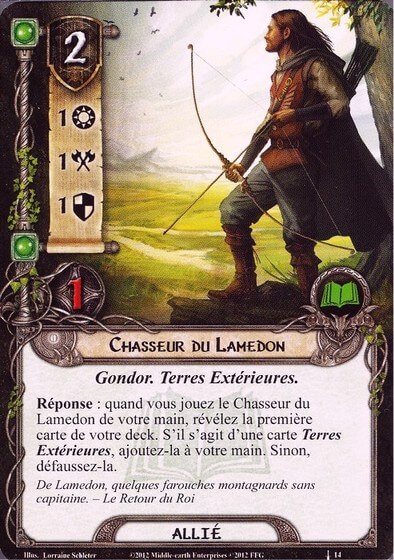 2
1
1
1
1
CHASSEUR DU LAMEDON
Gondor. Terres Extérieures.
Réponse : quand vous jouez le Chasseur du
Lamedon de votre main, révélez la première
carte de votre deck. S'il s'agit d'une carte Terres
Extérieures, ajoutez-la à votre main. Sinon,
défaussez-la.
De Lamedon, quelques farouches montagnards sans
capitaine. – Le Retour du Roi
ALLIÉ
Illus. Lorraine Schleter ©2012 Middle-earth Enterprises ©2012 FFG 14